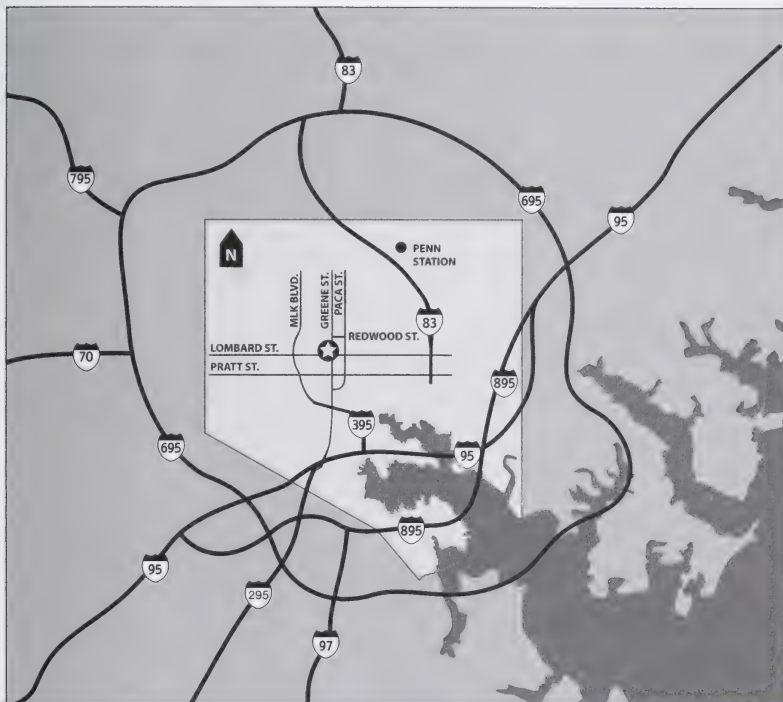 83
795
695
95
N
PENN
STATION
MLK BLVD.
GREENE ST.
PACA ST.
83
REDWOOD ST.
LOMBARD ST.
70
PRATT ST.
895
395
695
95
895
95
295
97